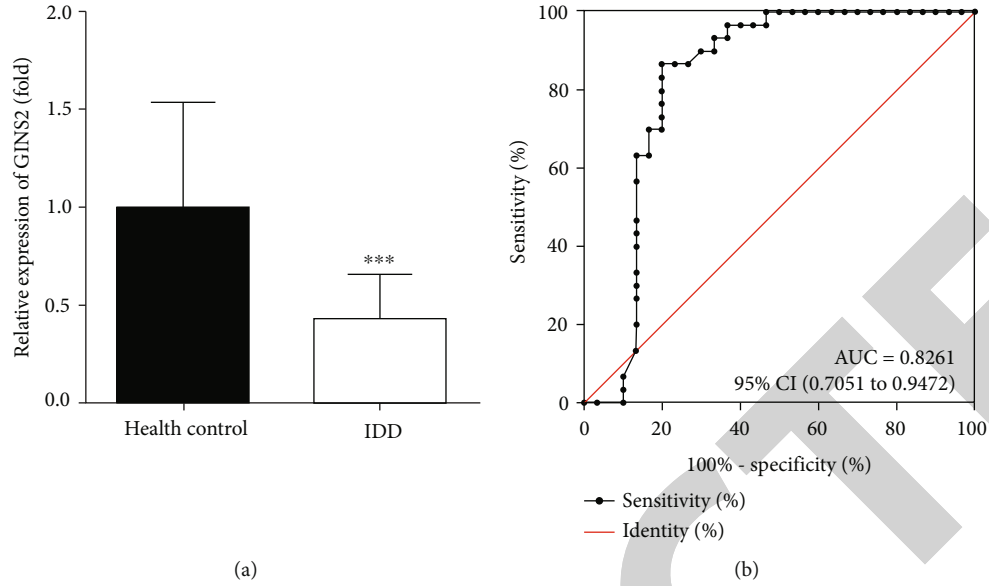 Relative expression of GINS2 (fold)
2.0
1.5
1.0
0.5
0.0
***
Health control
IDD
(a)
Sensitivity (%)
100
80
60
40
20
0
AUC = 0.8261
95% CI (0.7051 to 0.9472)
0 20 40 60 80 100
100% - specificity (%)
Sensitivity (%)
Identity (%)
(b)